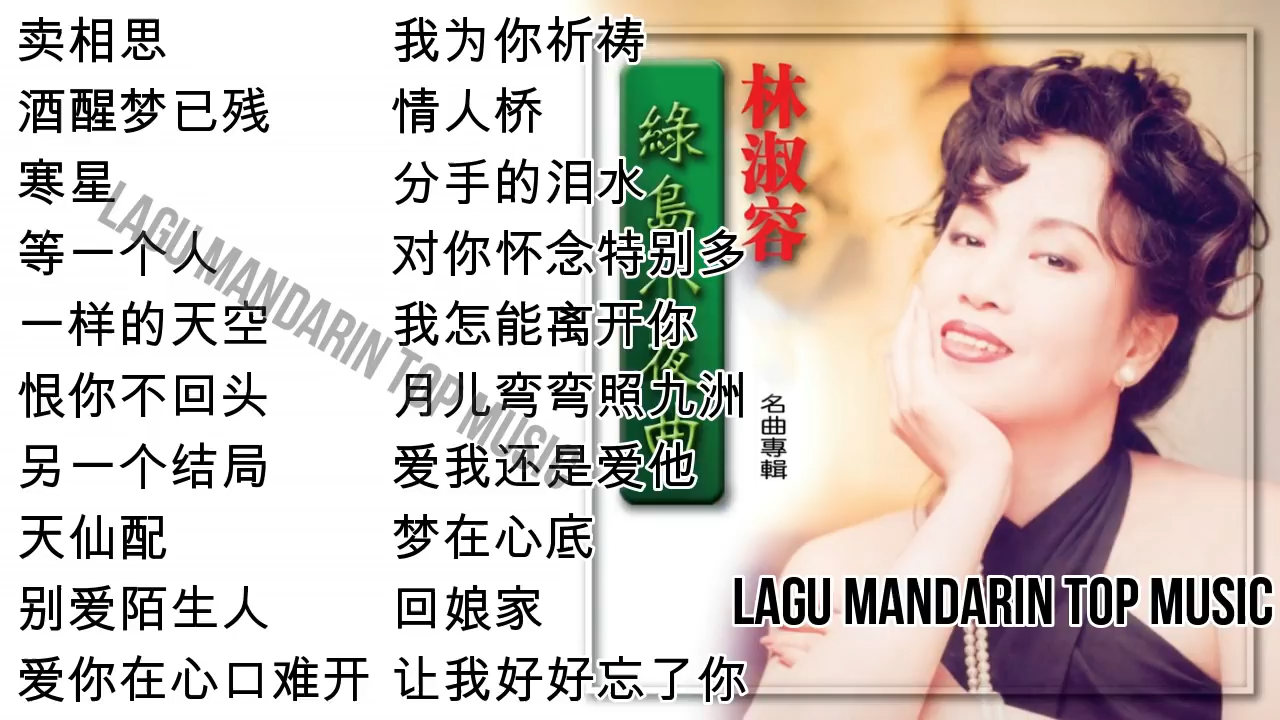 卖相思
酒醒梦已残
寒星
等一个人
一样的天空
恨你不回头
另一个结局
天仙配
别爱陌生人
爱你在心口难开
我为你祈祷
情人桥
分手的泪水
对你怀念特别多
我怎能离开你
月儿弯弯照九洲
爱我还是爱他
梦在心底
回娘家
让我好好忘了你
LAGU MANDARIN TOP MUSIC
綠島小夜曲
林淑容
名曲專輯
LAGU MANDARIN TOP MUSIC